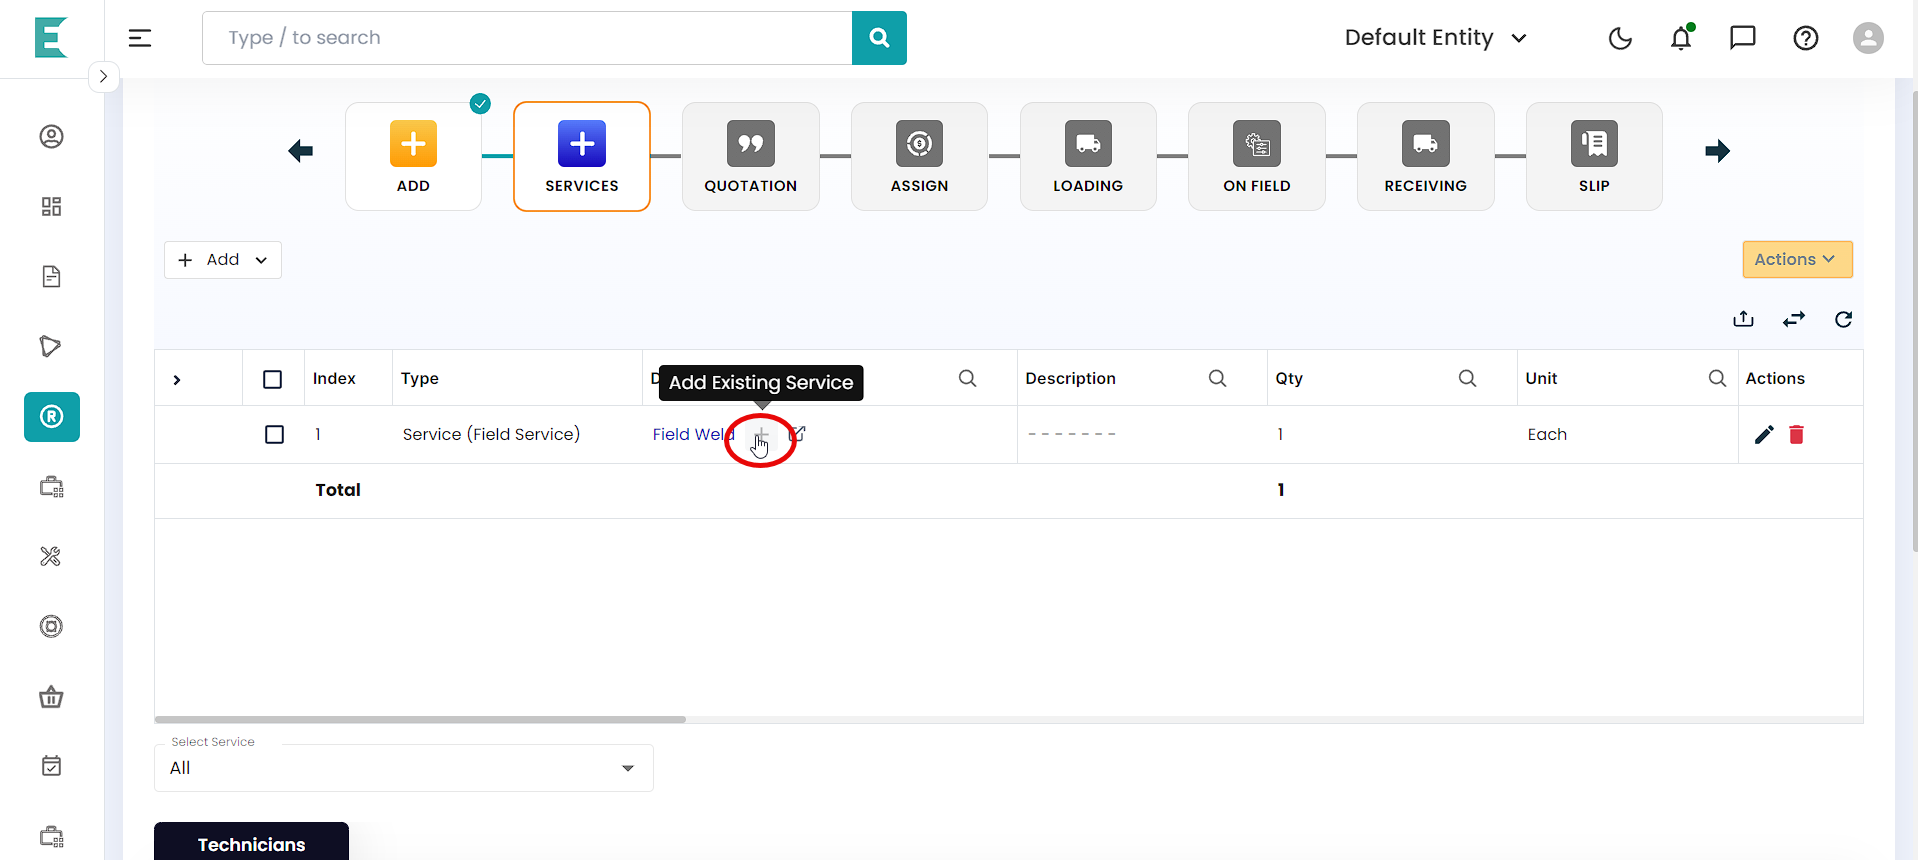 E
Type / to search
Default Entity
ADD
SERVICES
QUOTATION
ASSIGN
LOADING
ON FIELD
RECEIVING
SLIP
Add
Actions
Index
Type
Add Existing Service
Description
Qty
Unit
Actions
1
Service (Field Service)
Field Weld
-------
1
Each
Total
1
Select Service
All
Technicians